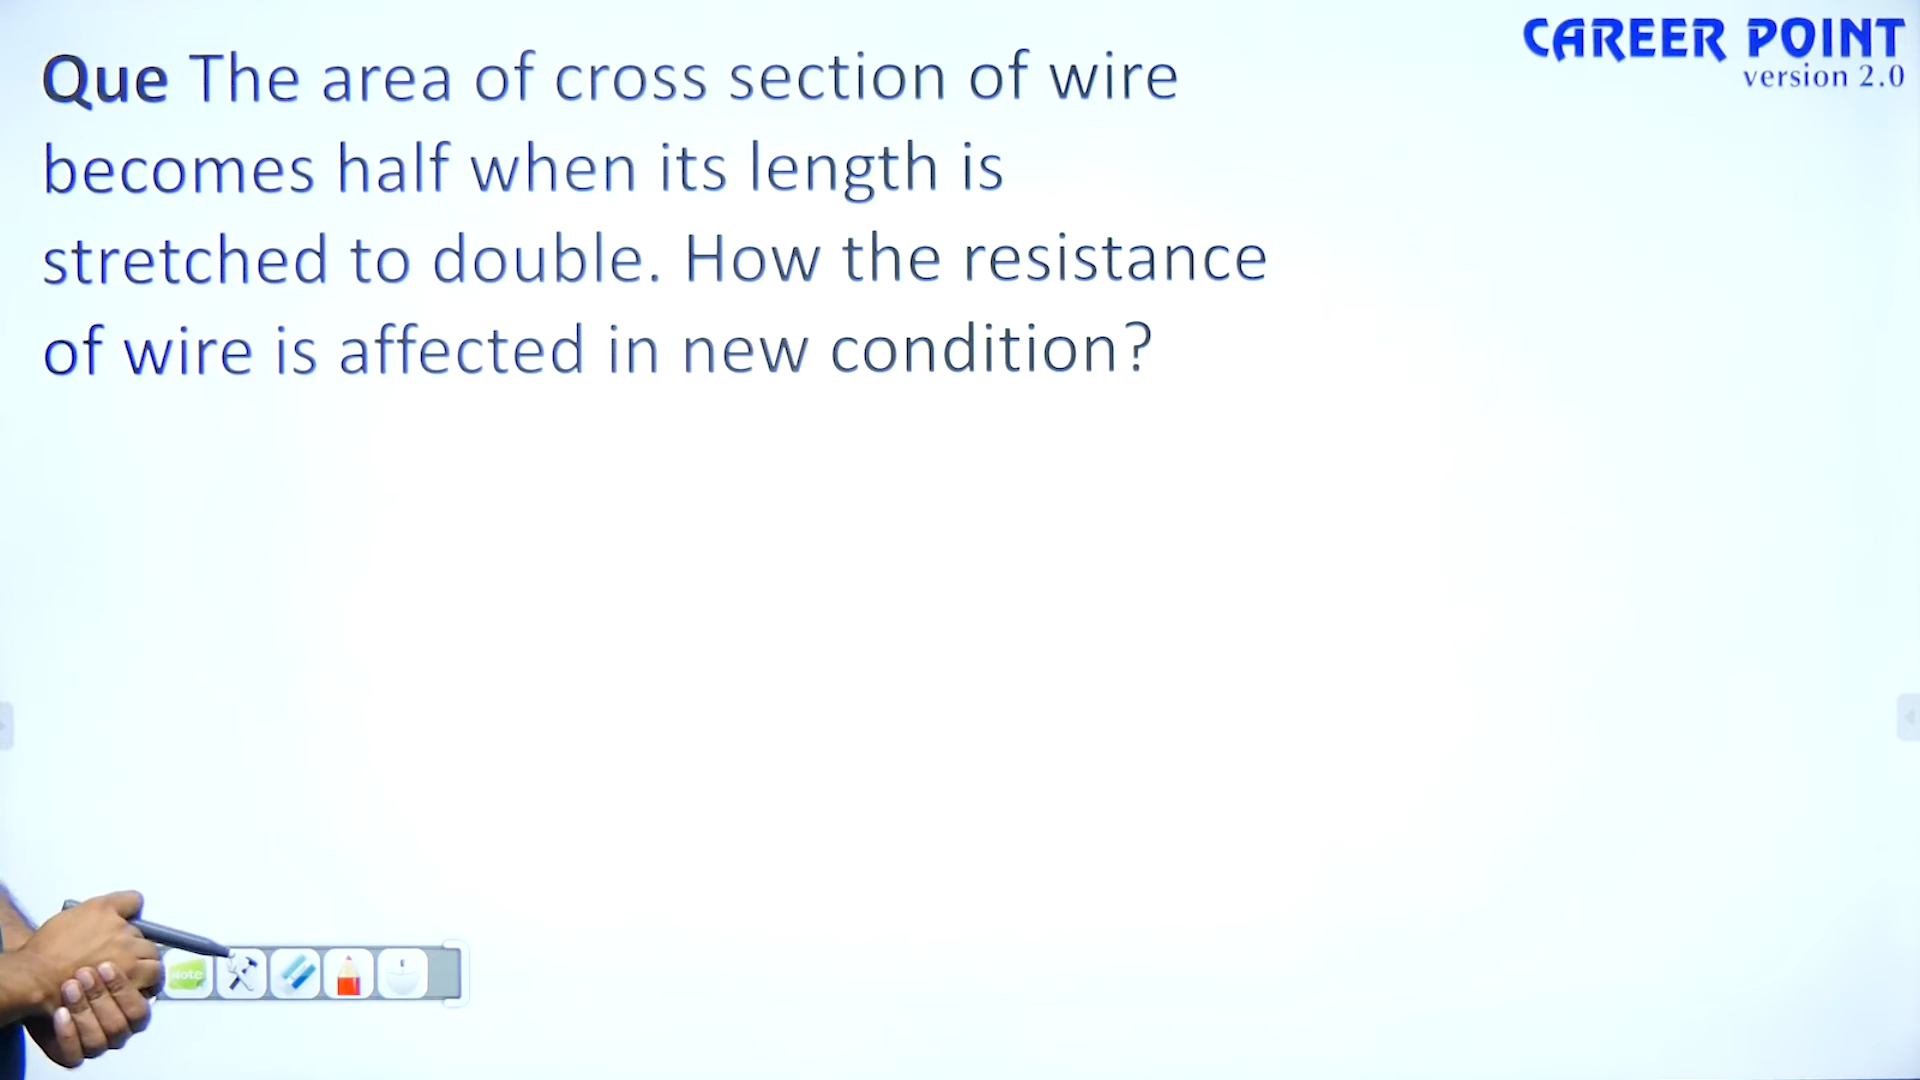 CAREER POINT
version 2.0
Que The area of cross section of wire
becomes half when its length is
stretched to double. How the resistance
of wire is affected in new condition?
Note